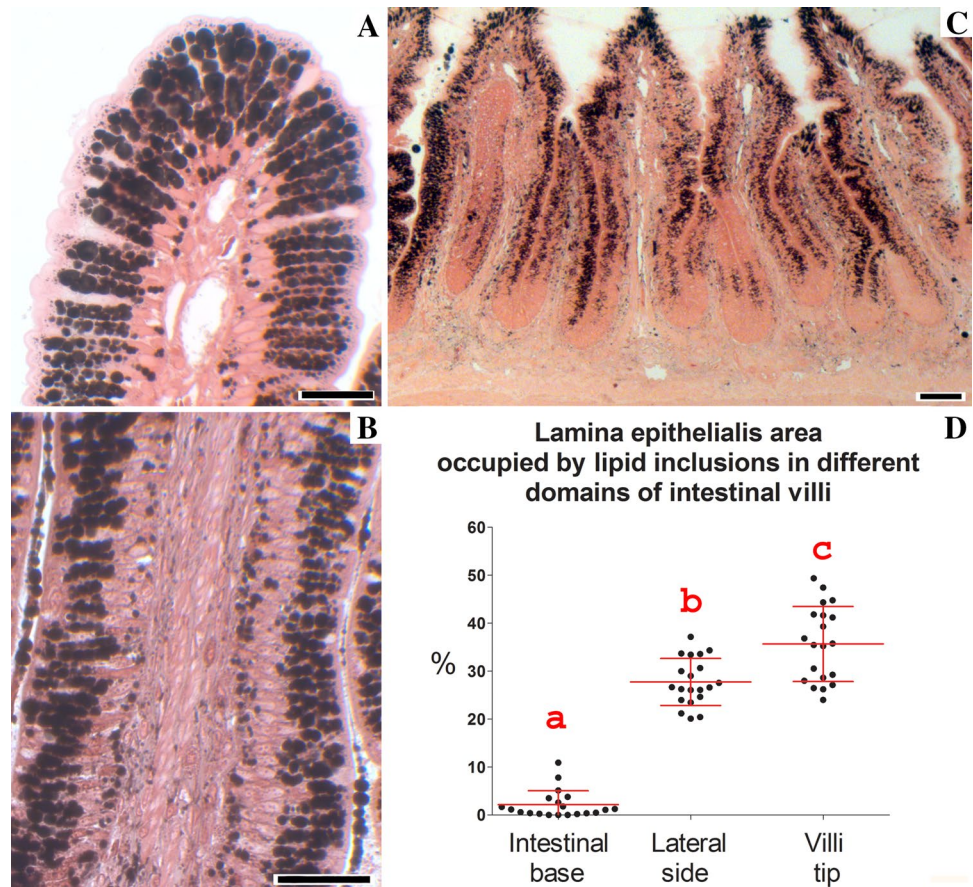 A
C
B
D
Lamina epithelialis area
occupied by lipid inclusions in different
domains of intestinal villi
60
50
40
30
20
10
0
%
a
b
c
Intestinal
base
Lateral
side
Villi
tip